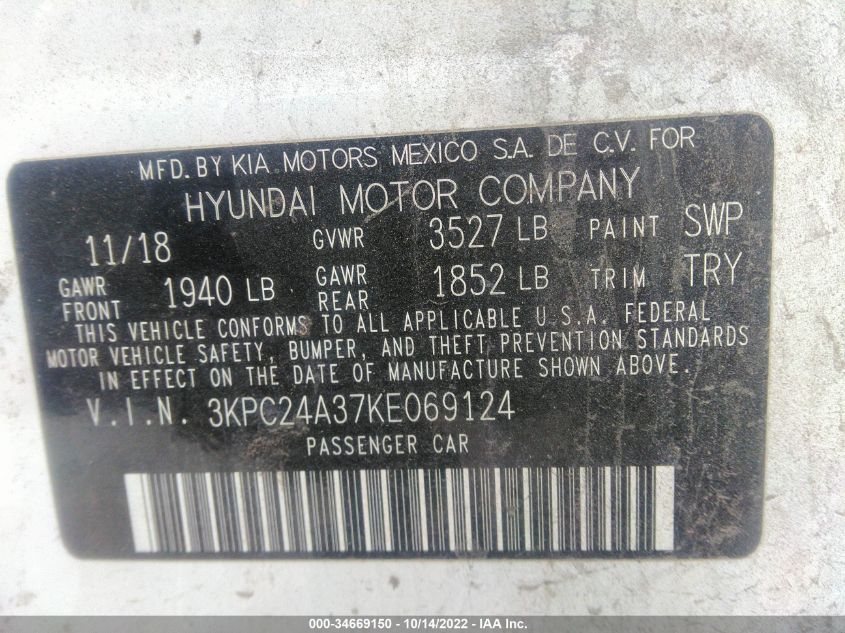 MFD. BY KIA MOTORS MEXICO S.A. DE C.V. FOR
HYUNDAI MOTOR COMPANY
11/18 GVWR 3527 LB PAINT SWP
GAWR FRONT 1940 LB GAWR REAR 1852 LB TRIM TRY
THIS VEHICLE CONFORMS TO ALL APPLICABLE U.S.A. FEDERAL
MOTOR VEHICLE SAFETY, BUMPER, AND THEFT PREVENTION STANDARDS
IN EFFECT ON THE DATE OF MANUFACTURE SHOWN ABOVE.
V.I.N. 3KPC24A37KE069124
PASSENGER CAR
000-34669150 - 10/14/2022 - IAA Inc.